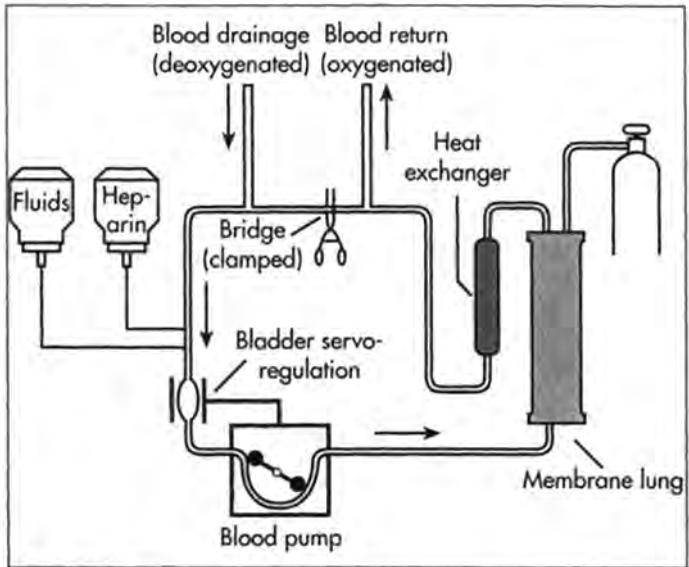 Blood drainage
(deoxygenated)
Blood return
(oxygenated)
Heat
exchanger
Fluids
Hep-
arin
Bridge
(clamped)
Bladder servo-
regulation
Membrane lung
Blood pump